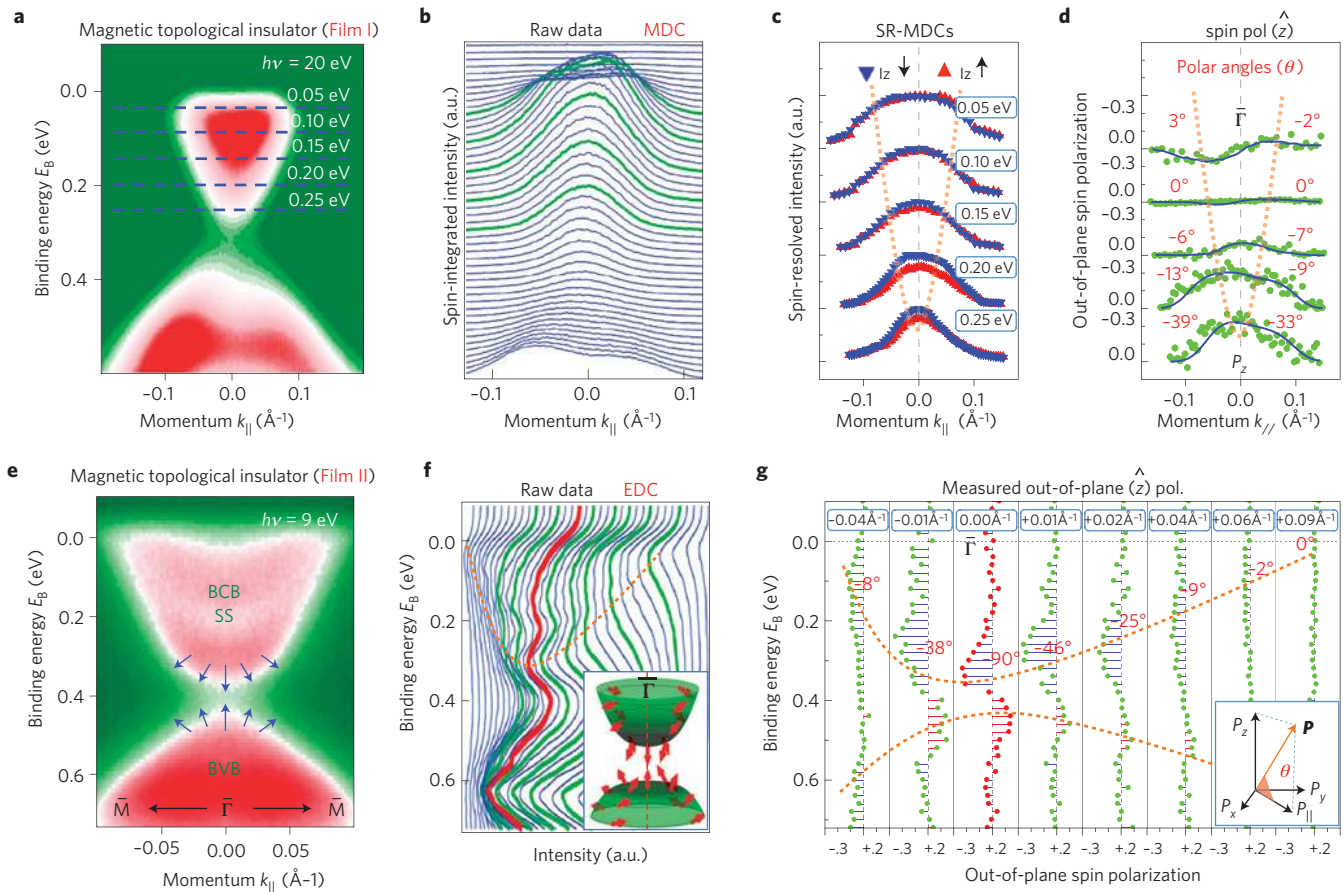 a
Magnetic topological insulator (Film I)
hν = 20 eV
0.05 eV
0.10 eV
0.15 eV
0.20 eV
0.25 eV
0.0
0.2
0.4
Binding energy E_B (eV)
−0.1 0.0 0.1
Momentum k_|| (Å⁻¹)
b
Raw data MDC
Spin-integrated intensity (a.u.)
−0.1 0.0 0.1
Momentum k_|| (Å⁻¹)
c
SR-MDCs
▼ Iz ↓ ▲ Iz ↑
0.05 eV
0.10 eV
0.15 eV
0.20 eV
0.25 eV
Spin-resolved intensity (a.u.)
−0.1 0.0 0.1
Momentum k_|| (Å⁻¹)
d
spin pol (ẑ)
Polar angles (θ)
Γ̄
3° −2°
0° 0°
−6° −7°
−13° −9°
−39° −33°
P_z
−0.3
0.0
−0.3
0.0
−0.3
0.0
−0.3
0.0
−0.3
0.0
Out-of-plane spin polarization
−0.1 0.0 0.1
Momentum k_// (Å⁻¹)
e
Magnetic topological insulator (Film II)
hν = 9 eV
BCB
SS
BVB
M̄ Γ̄ M̄
0.0
0.2
0.4
0.6
Binding energy E_B (eV)
−0.05 0.00 0.05
Momentum k_|| (Å−1)
f
Raw data EDC
Γ̄
0.0
0.2
0.4
0.6
Binding energy E_B (eV)
Intensity (a.u.)
g
Measured out-of-plane (ẑ) pol.
−0.04Å⁻¹ −0.01Å⁻¹ 0.00Å⁻¹ +0.01Å⁻¹ +0.02Å⁻¹ +0.04Å⁻¹ +0.06Å⁻¹ +0.09Å⁻¹
Γ̄
−8° −38° −90° −46° −25° −9° −2° 0°
0.0
0.2
0.4
0.6
Binding energy E_B (eV)
P_z P
θ
P_y
P_x P_||
−.3 +.2 −.3 +.2 −.3 +.2 −.3 +.2 −.3 +.2 −.3 +.2 −.3 +.2 −.3 +.2
Out-of-plane spin polarization